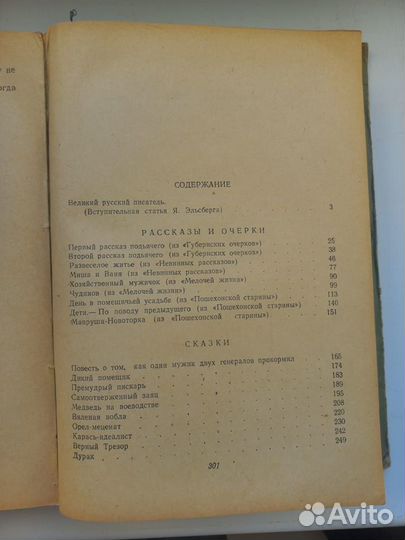 не
огда
СОДЕРЖАНИЕ
Великий русский писатель.
(Вступительная статья Я. Эльсберга) . . . . 3
РАССКАЗЫ И ОЧЕРКИ
Первый рассказ подьячего (из «Губернских очерков») 25
Второй рассказ подьячего (из «Губернских очерков») 38
Развеселое житье (из «Невинных рассказов») 46
Миша и Ваня (из «Невинных рассказов») 77
Хозяйственный мужичок (из «Мелочей жизни») 90
Чудинов (из «Мелочей жизни») 99
День в помещичьей усадьбе (из «Пошехонской старины») 113
Дети.— По поводу предыдущего (из «Пошехонской старины») 140
Мавруша-Новоторка (из «Пошехонской старины») 151
СКАЗКИ
Повесть о том, как один мужик двух генералов прокормил 165
Дикий помещик 174
Премудрый пискарь 183
Самоотверженный заяц 189
Медведь на воеводстве 195
Вяленая вобла 208
Орел-меценат 220
Карась-идеалист 230
Верный Трезор 242
Дурак 249
301
Avito